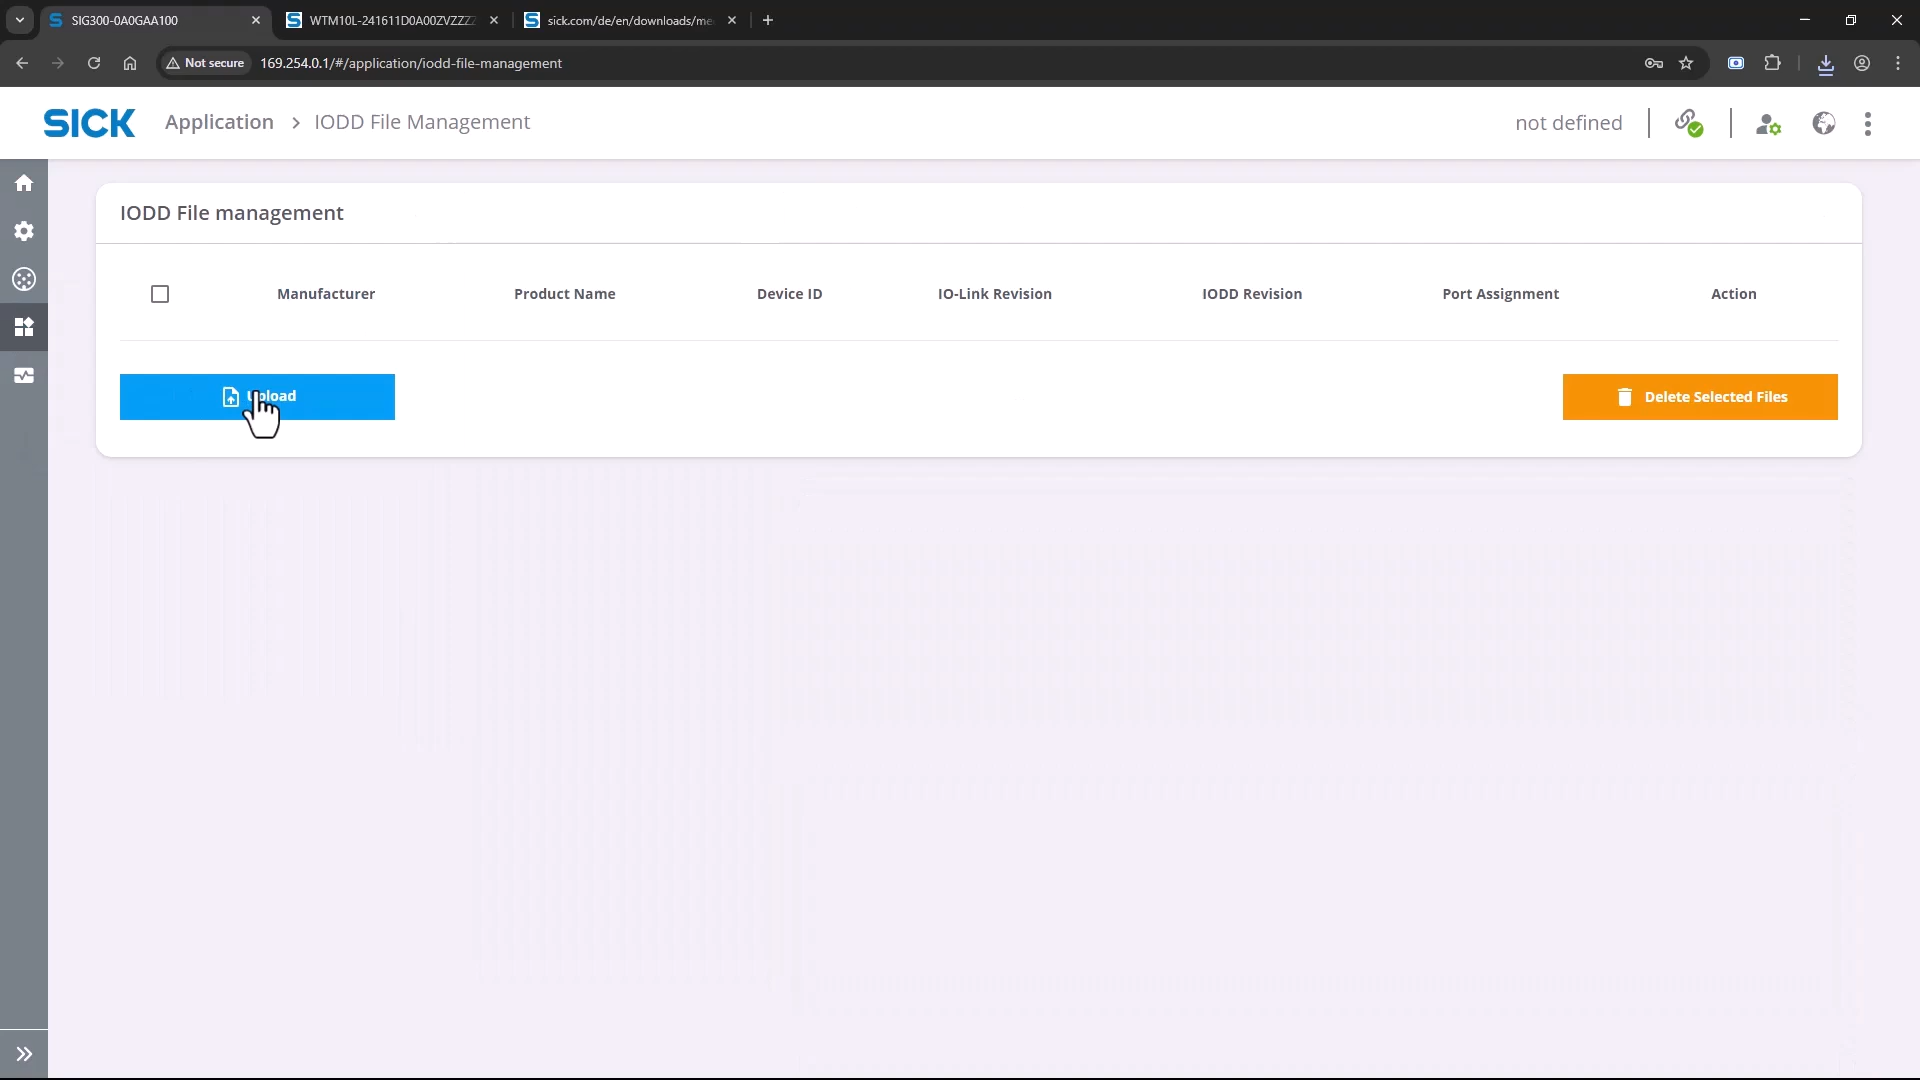 SIG300-0A0GAA100
WTM10L-241611D0A00ZVZZZZ
sick.com/de/en/downloads/me
Not secure
169.254.0.1/#/application/iodd-file-management
SICK
Application > IODD File Management
not defined
IODD File management
Manufacturer Product Name Device ID IO-Link Revision IODD Revision Port Assignment Action
Upload
Delete Selected Files